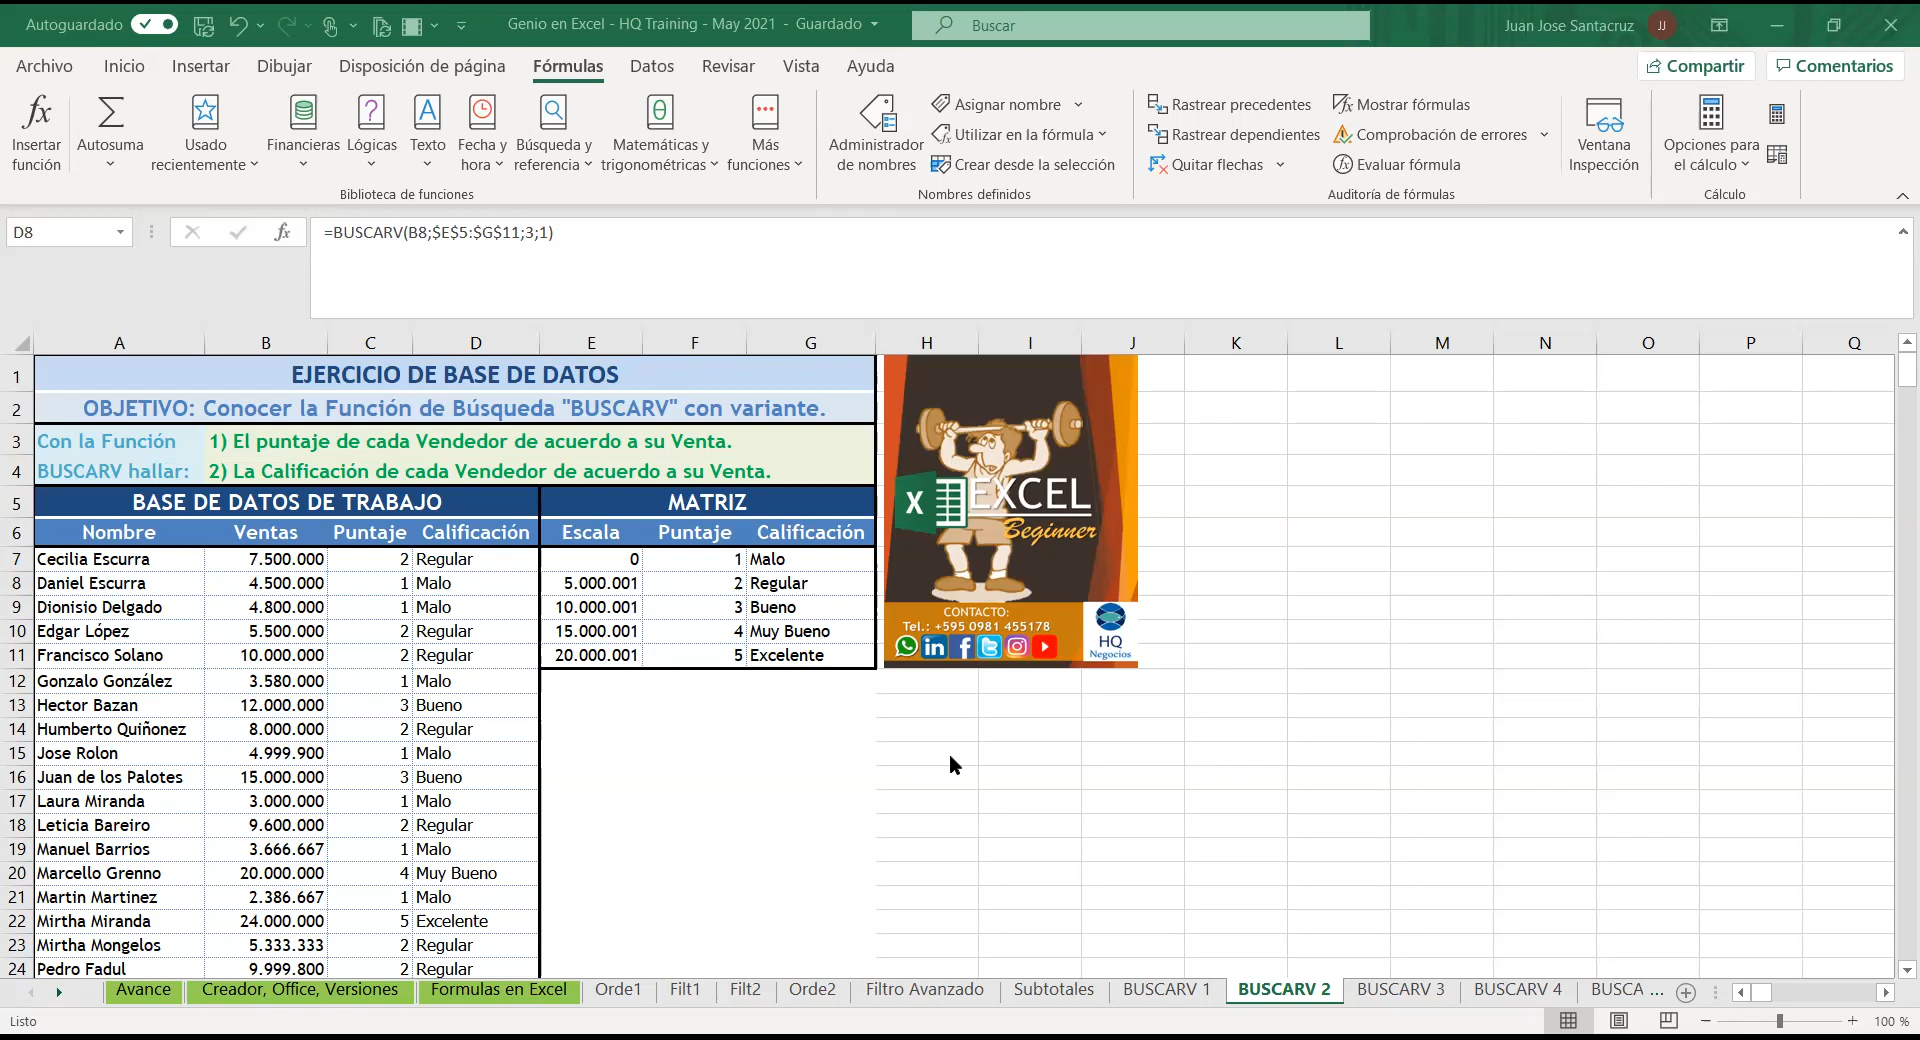 Autoguardado
Genio en Excel - HQ Training - May 2021 - Guardado
Buscar
Juan Jose Santacruz
JJ
Archivo Inicio Insertar Dibujar Disposición de página Fórmulas Datos Revisar Vista Ayuda
Compartir
Comentarios
Insertar función
Autosuma
Usado recientemente
Financieras
Lógicas
Texto
Fecha y hora
Búsqueda y referencia
Matemáticas y trigonométricas
Más funciones
Biblioteca de funciones
Administrador de nombres
Asignar nombre
Utilizar en la fórmula
Crear desde la selección
Nombres definidos
Rastrear precedentes
Rastrear dependientes
Quitar flechas
Mostrar fórmulas
Comprobación de errores
Evaluar fórmula
Auditoría de fórmulas
Ventana Inspección
Opciones para el cálculo
Cálculo
D8
fx
=BUSCARV(B8;$E$5:$G$11;3;1)
A B C D E F G H I J K L M N O P Q
1 EJERCICIO DE BASE DE DATOS
2 OBJETIVO: Conocer la Función de Búsqueda "BUSCARV" con variante.
3 Con la Función 1) El puntaje de cada Vendedor de acuerdo a su Venta.
4 BUSCARV hallar: 2) La Calificación de cada Vendedor de acuerdo a su Venta.
5 BASE DE DATOS DE TRABAJO MATRIZ
6 Nombre Ventas Puntaje Calificación Escala Puntaje Calificación
7 Cecilia Escurra 7.500.000 2 Regular 0 1 Malo
8 Daniel Escurra 4.500.000 1 Malo 5.000.001 2 Regular
9 Dionisio Delgado 4.800.000 1 Malo 10.000.001 3 Bueno
10 Edgar López 5.500.000 2 Regular 15.000.001 4 Muy Bueno
11 Francisco Solano 10.000.000 2 Regular 20.000.001 5 Excelente
12 Gonzalo González 3.580.000 1 Malo
13 Hector Bazan 12.000.000 3 Bueno
14 Humberto Quiñonez 8.000.000 2 Regular
15 Jose Rolon 4.999.900 1 Malo
16 Juan de los Palotes 15.000.000 3 Bueno
17 Laura Miranda 3.000.000 1 Malo
18 Leticia Bareiro 9.600.000 2 Regular
19 Manuel Barrios 3.666.667 1 Malo
20 Marcello Grenno 20.000.000 4 Muy Bueno
21 Martin Martinez 2.386.667 1 Malo
22 Mirtha Miranda 24.000.000 5 Excelente
23 Mirtha Mongelos 5.333.333 2 Regular
24 Pedro Fadul 9.999.800 2 Regular
X EXCEL
Beginner
CONTACTO:
Tel.: +595 0981 455178
HQ
Negocios
Avance Creador, Office, Versiones Formulas en Excel Orde1 Filt1 Filt2 Orde2 Filtro Avanzado Subtotales BUSCARV 1 BUSCARV 2 BUSCARV 3 BUSCARV 4 BUSCA ...
Listo
100 %